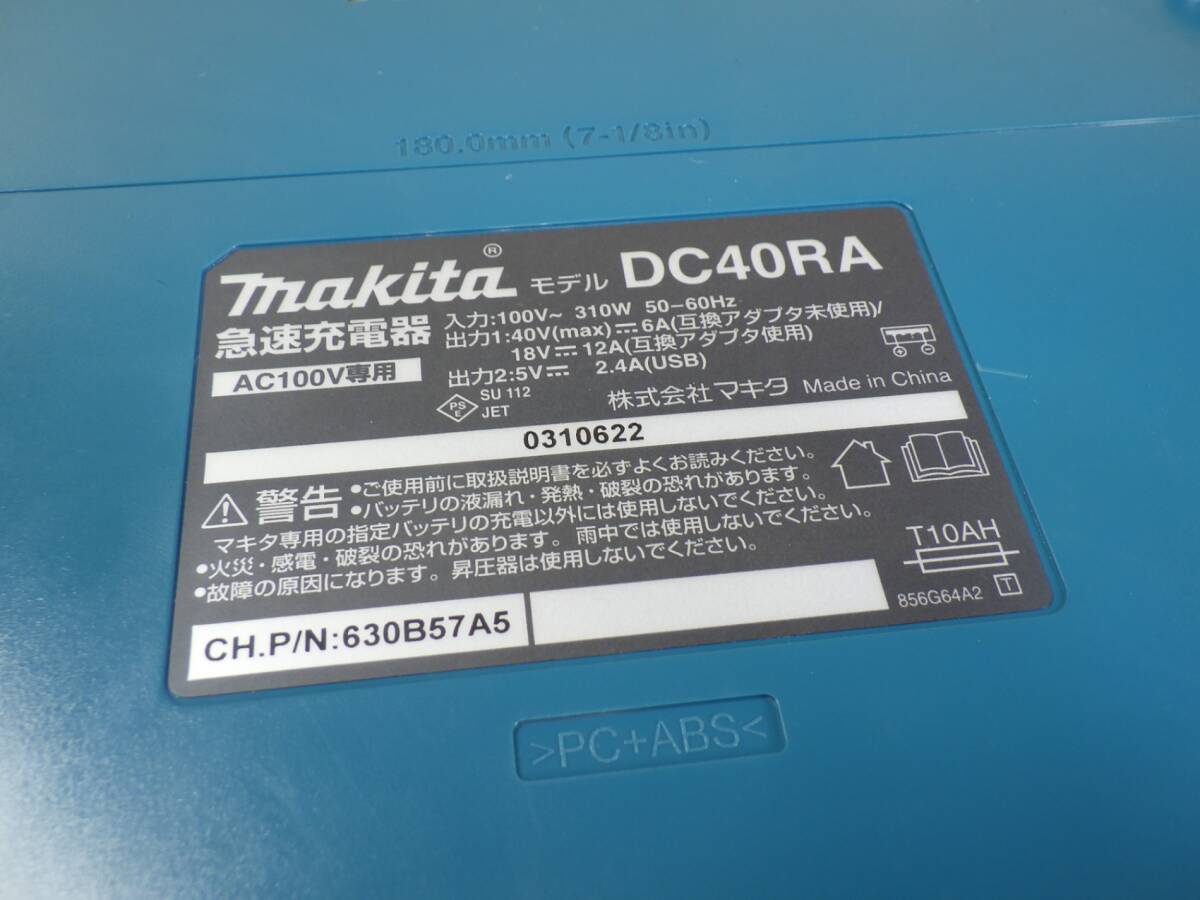 180.0mm (7-1/8in)
makita® モデル DC40RA
急速充電器
AC100V専用
入力:100V~ 310W 50-60Hz
出力1:40V(max)⎓6A(互換アダプタ未使用)/
18V⎓12A(互換アダプタ使用)
出力2:5V⎓ 2.4A(USB)
PSE SU 112
JET
株式会社マキタ Made in China
0310622
警告 •ご使用前に取扱説明書を必ずよくお読みください。
•バッテリの液漏れ・発熱・破裂の恐れがあります。
マキタ専用の指定バッテリの充電以外には使用しないでください。
•火災・感電・破裂の恐れがあります。雨中では使用しないでください。
•故障の原因になります。昇圧器は使用しないでください。
T10AH
856G64A2 T
CH.P/N:630B57A5
>PC+ABS<